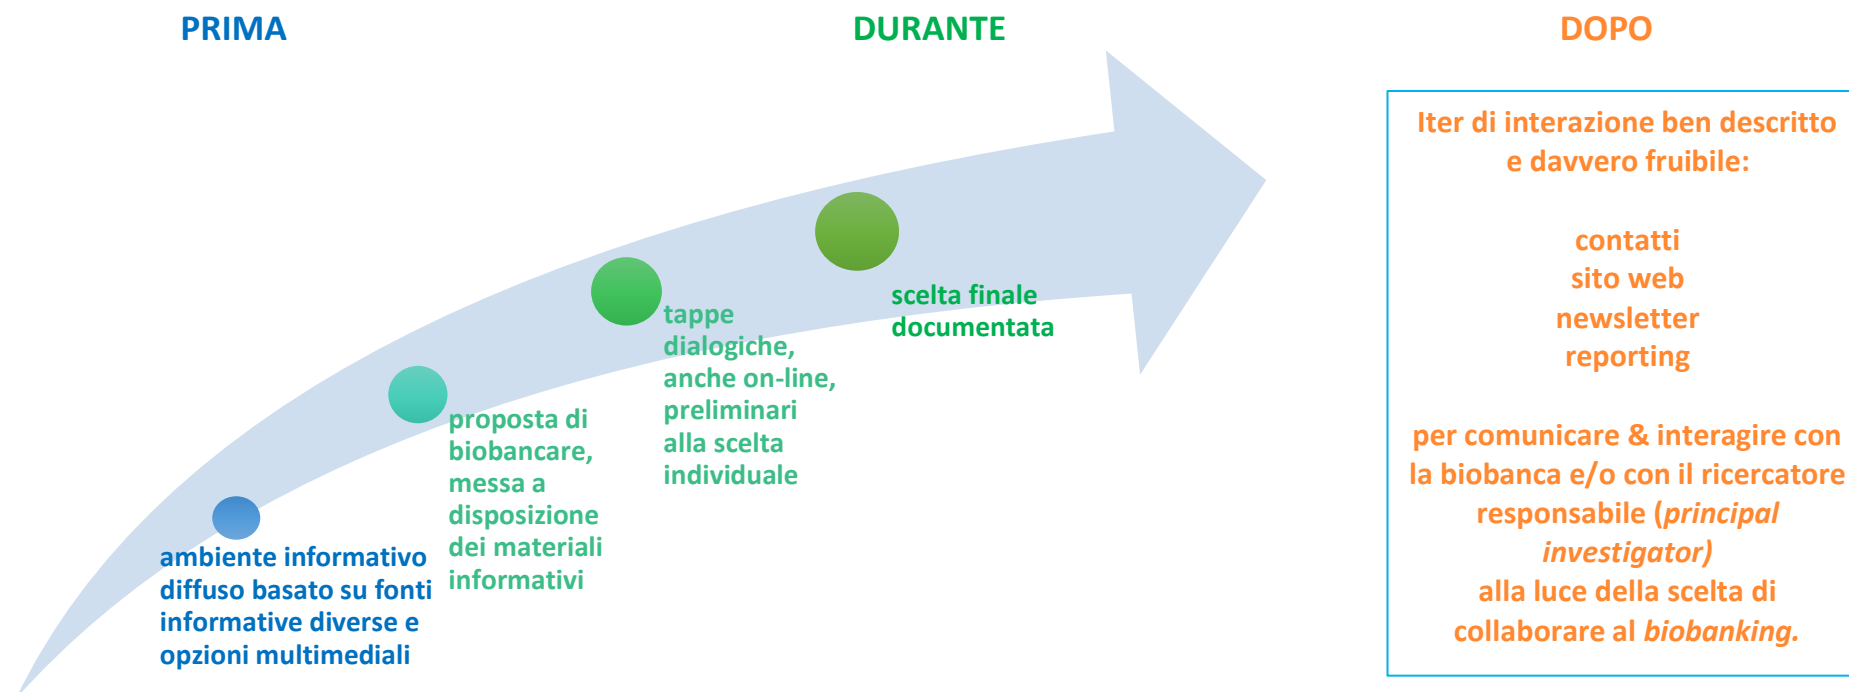 PRIMA
DURANTE
DOPO
ambiente informativo
diffuso basato su fonti
informative diverse e
opzioni multimediali
proposta di
biobancare,
messa a
disposizione
dei materiali
informativi
tappe
dialogiche,
anche on-line,
preliminari
alla scelta
individuale
scelta finale
documentata
Iter di interazione ben descritto
e davvero fruibile:
contatti
sito web
newsletter
reporting
per comunicare & interagire con
la biobanca e/o con il ricercatore
responsabile (principal
investigator)
alla luce della scelta di
collaborare al biobanking.